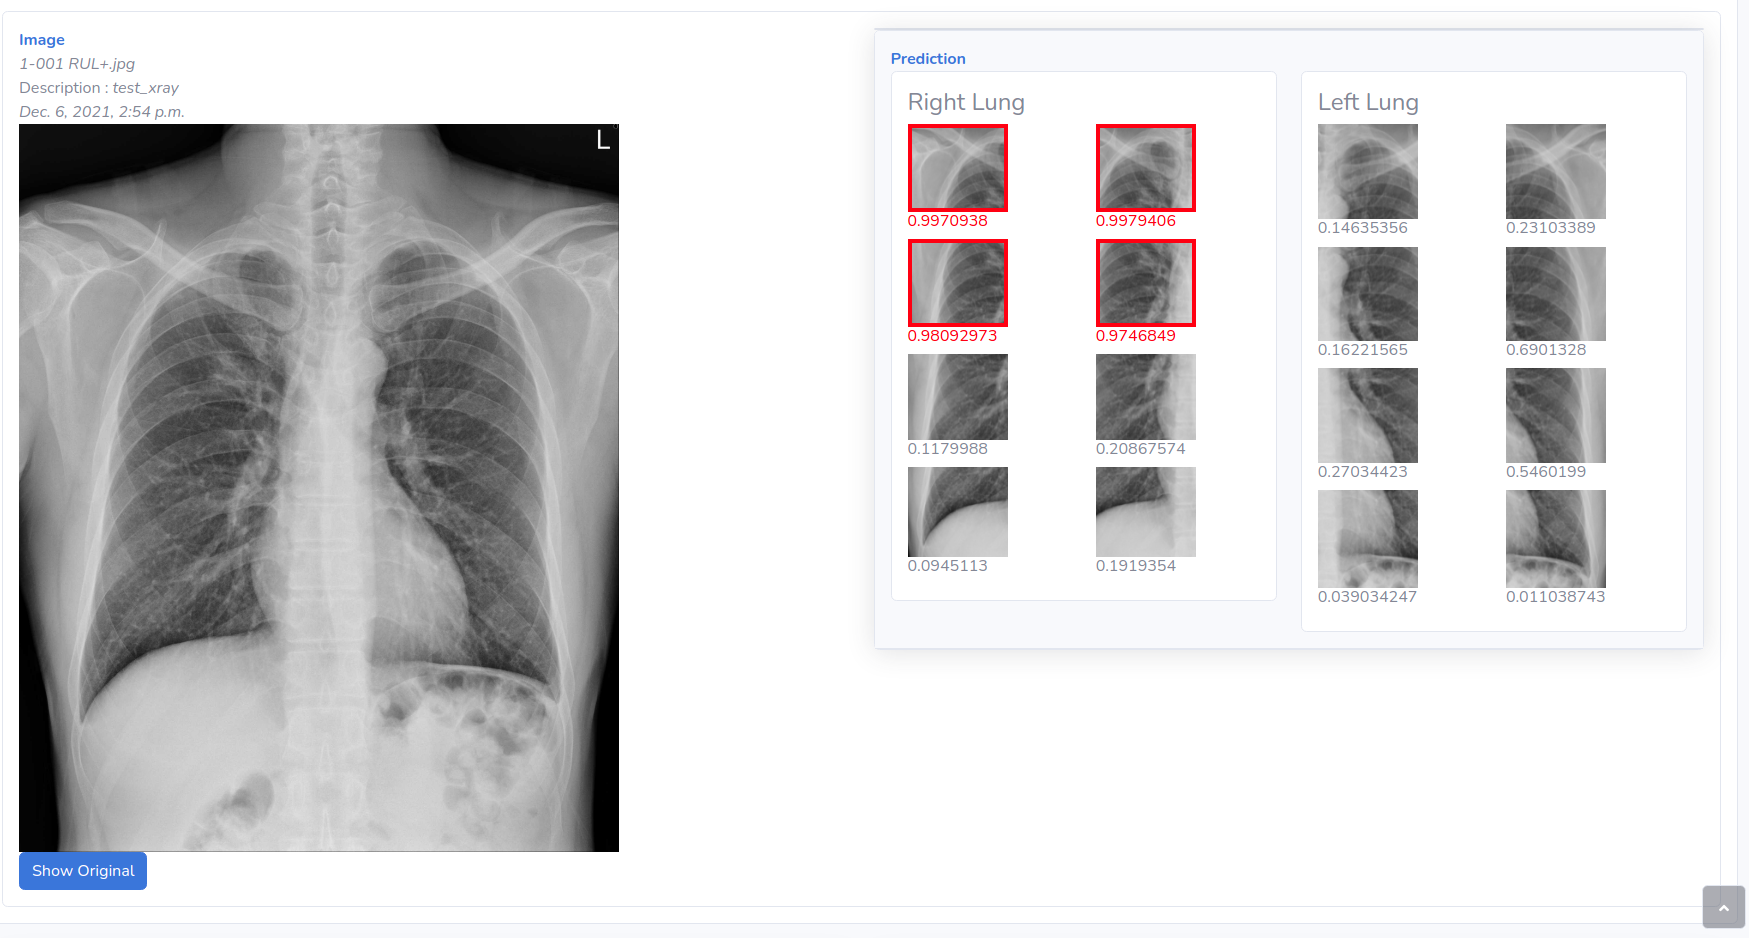 Image
1-001 RUL+.jpg
Description : test_xray
Dec. 6, 2021, 2:54 p.m.
L
Show Original
Prediction
Right Lung
0.9970938 0.9979406
0.98092973 0.9746849
0.1179988 0.20867574
0.0945113 0.1919354
Left Lung
0.14635356 0.23103389
0.16221565 0.6901328
0.27034423 0.5460199
0.039034247 0.011038743